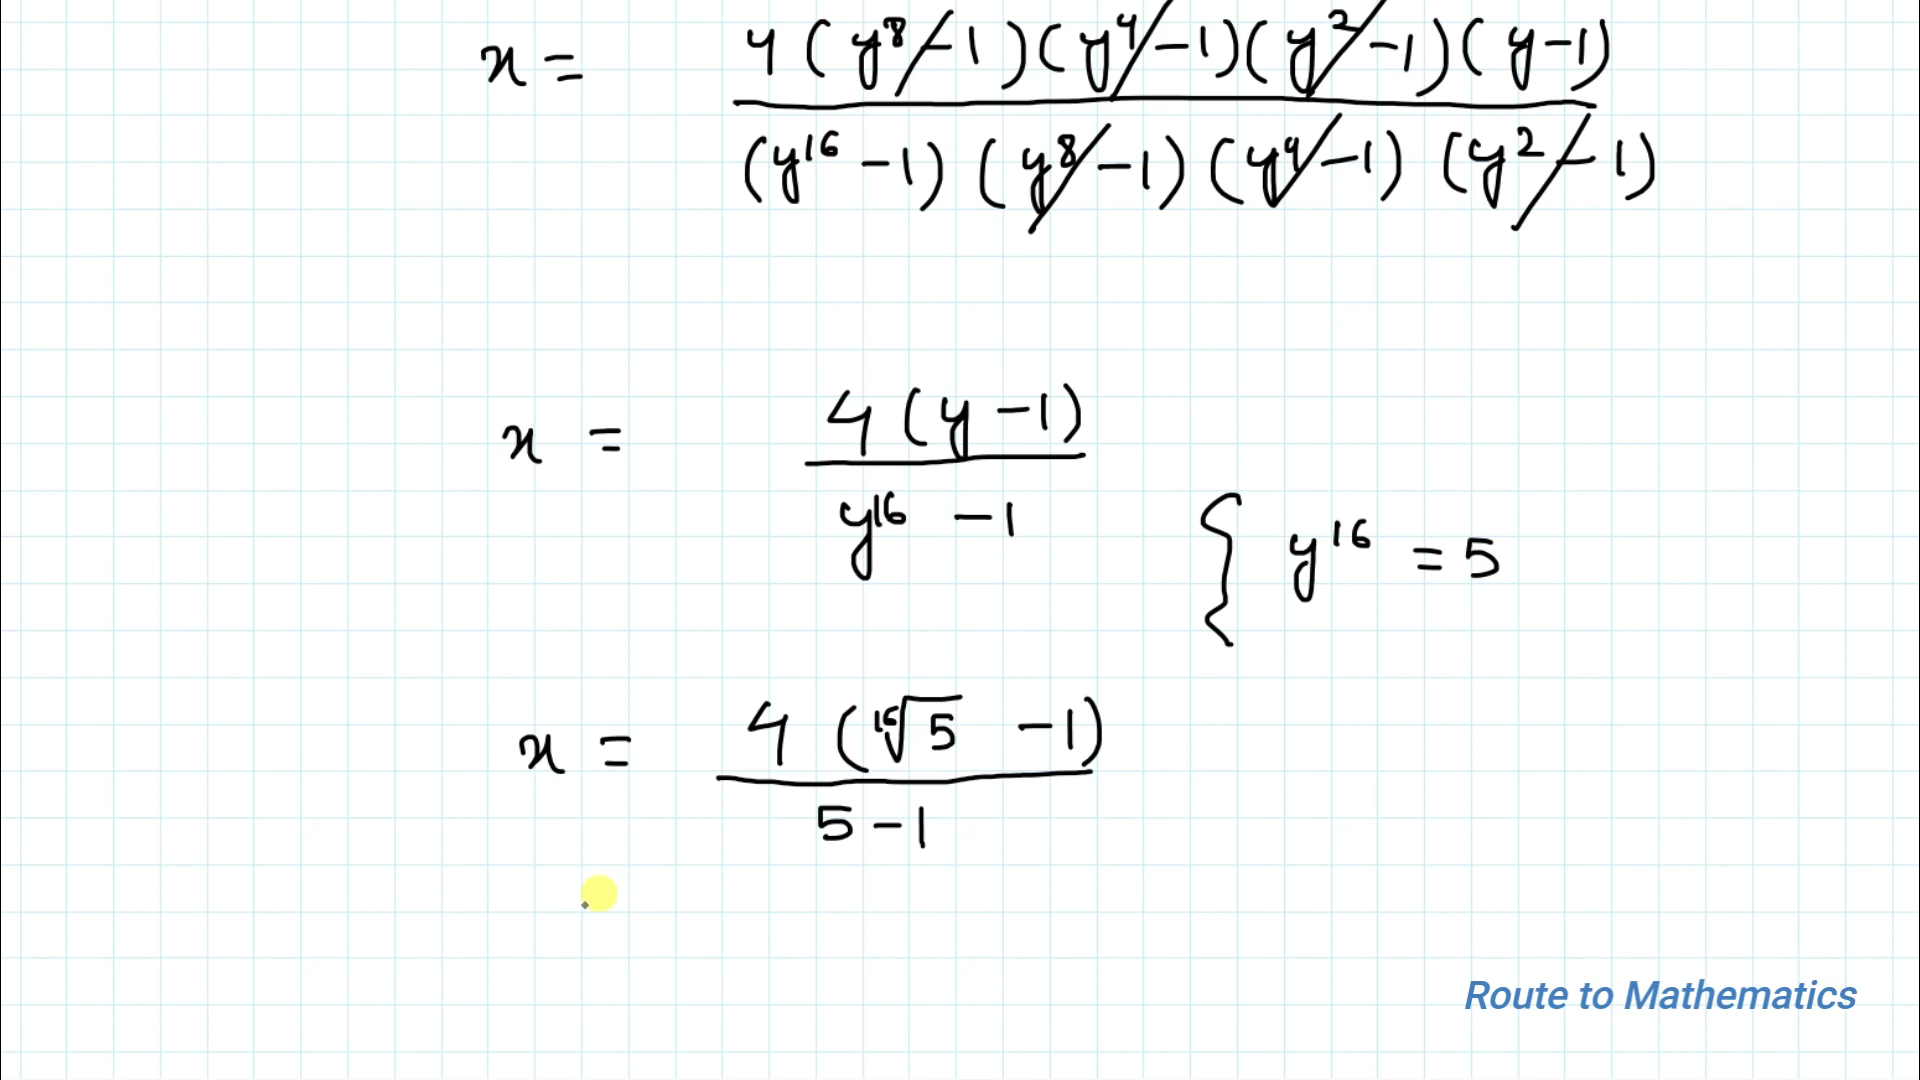 x = 4(y⁸-1)(y⁴-1)(y²-1)(y-1)
(y¹⁶-1)(y⁸-1)(y⁴-1)(y²-1)
x = 4(y-1)
y¹⁶-1
{ y¹⁶ = 5
x = 4(¹⁶√5 -1)
5-1
Route to Mathematics